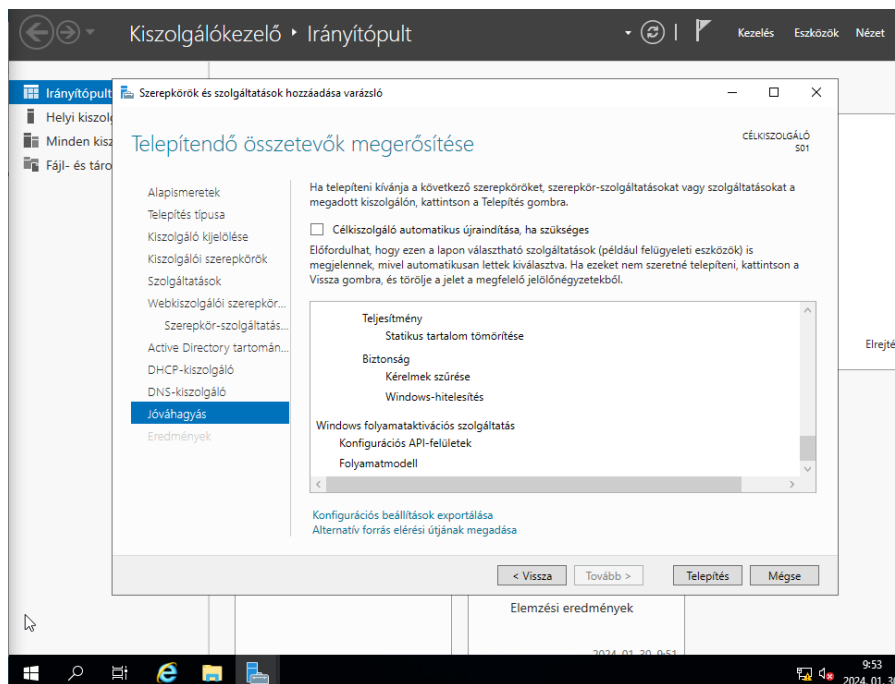 Kiszolgálókezelő • Irányítópult
Kezelés Eszközök Nézet
Irányítópult
Helyi kiszol
Minden kisz
Fájl- és táro
Szerepkörök és szolgáltatások hozzáadása varázsló
Telepítendő összetevők megerősítése
CÉLKISZOLGÁLÓ
S01
Alapismeretek
Telepítés típusa
Kiszolgáló kijelölése
Kiszolgálói szerepkörök
Szolgáltatások
Webkiszolgálói szerepkör...
Szerepkör-szolgáltatás...
Active Directory tartomán...
DHCP-kiszolgáló
DNS-kiszolgáló
Jóváhagyás
Eredmények
Ha telepíteni kívánja a következő szerepköröket, szerepkör-szolgáltatásokat vagy szolgáltatásokat a
megadott kiszolgálón, kattintson a Telepítés gombra.
Célkiszolgáló automatikus újraindítása, ha szükséges
Előfordulhat, hogy ezen a lapon választható szolgáltatások (például felügyeleti eszközök) is
megjelennek, mivel automatikusan lettek kiválasztva. Ha ezeket nem szeretné telepíteni, kattintson a
Vissza gombra, és törölje a jelet a megfelelő jelölőnégyzetekből.
Teljesítmény
Statikus tartalom tömörítése
Biztonság
Kérelmek szűrése
Windows-hitelesítés
Windows folyamataktivációs szolgáltatás
Konfigurációs API-felületek
Folyamatmodell
Konfigurációs beállítások exportálása
Alternatív forrás elérési útjának megadása
< Vissza
Tovább >
Telepítés
Mégse
Elrejté
Elemzési eredmények
2024. 01. 30. 9:51
9:53
2024. 01.